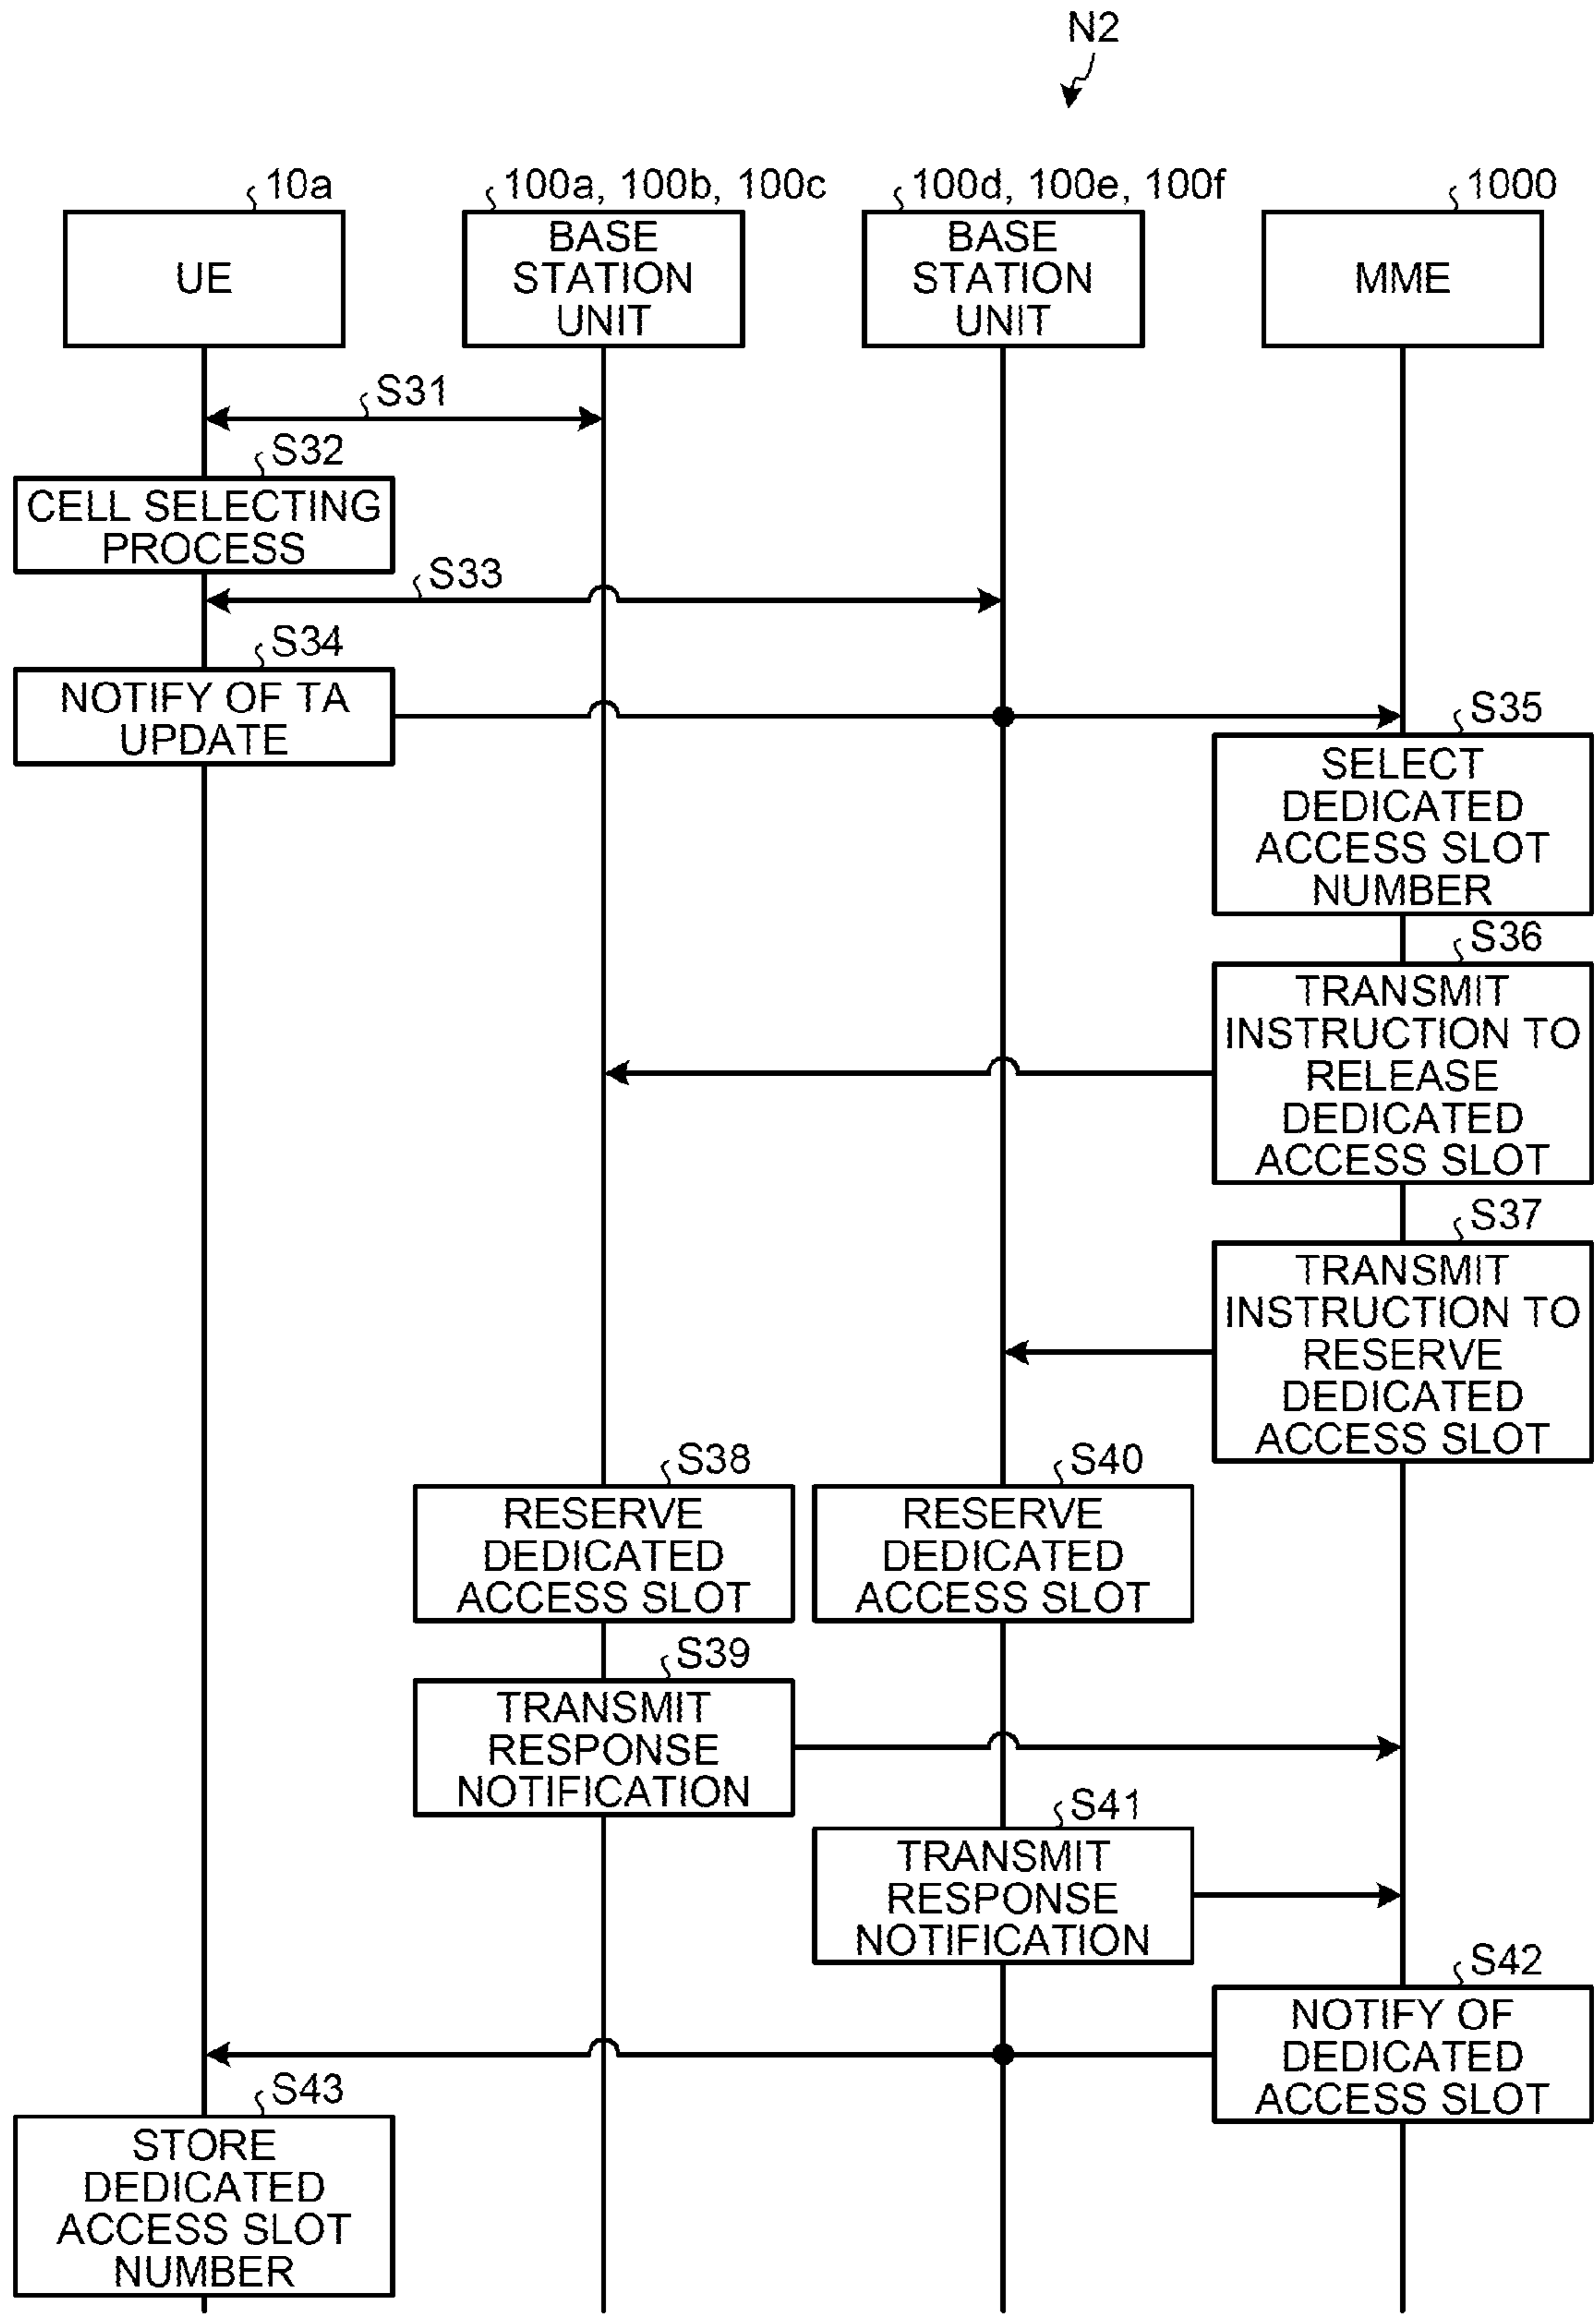 N2
10a
100a, 100b, 100c
100d, 100e, 100f
1000
UE
BASE
STATION
UNIT
BASE
STATION
UNIT
MME
S31
S32
CELL SELECTING
PROCESS
S33
S34
NOTIFY OF TA
UPDATE
S35
SELECT
DEDICATED
ACCESS SLOT
NUMBER
S36
TRANSMIT
INSTRUCTION TO
RELEASE
DEDICATED
ACCESS SLOT
S37
TRANSMIT
INSTRUCTION TO
RESERVE
DEDICATED
ACCESS SLOT
S38
RESERVE
DEDICATED
ACCESS SLOT
S40
RESERVE
DEDICATED
ACCESS SLOT
S39
TRANSMIT
RESPONSE
NOTIFICATION
S41
TRANSMIT
RESPONSE
NOTIFICATION
S42
NOTIFY OF
DEDICATED
ACCESS SLOT
S43
STORE
DEDICATED
ACCESS SLOT
NUMBER